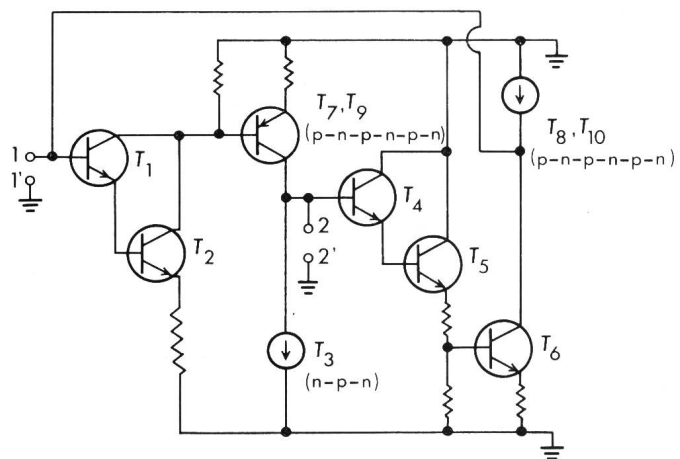 T7, T9
(p-n-p-n-p-n)
T8, T10
(p-n-p-n-p-n)
1
1'
T1
T2
T4
2
2'
T5
T3
(n-p-n)
T6